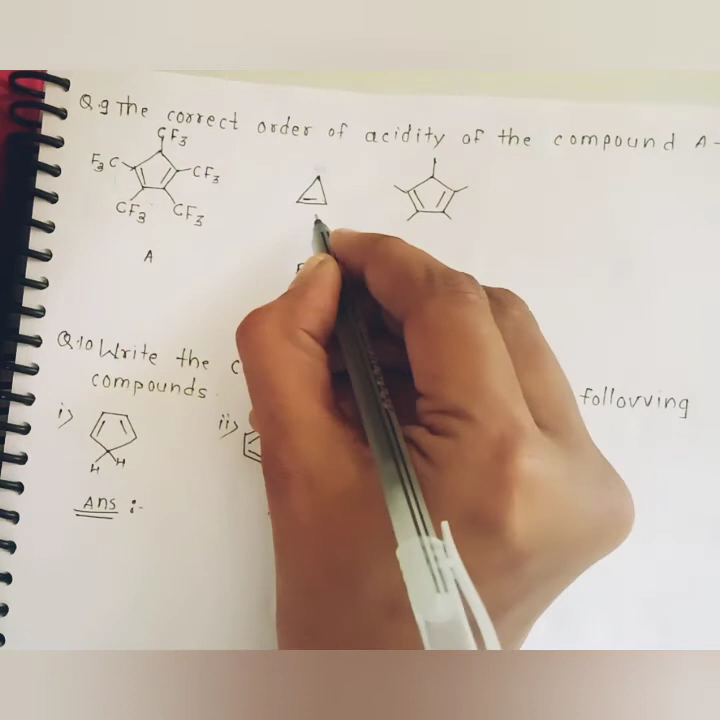 Q.9 The correct order of acidity of the compound A-
CF3
F3C
CF3
CF3
CF3
A
Q.10 Write the
compounds. followving
i>
ii>
H H
Ans :-